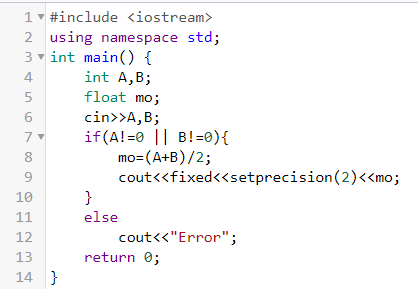 1 #include <iostream>
2 using namespace std;
3 int main() {
4     int A,B;
5     float mo;
6     cin>>A,B;
7     if(A!=0 || B!=0){
8         mo=(A+B)/2;
9         cout<<fixed<<setprecision(2)<<mo;
10     }
11     else
12         cout<<"Error";
13     return 0;
14 }